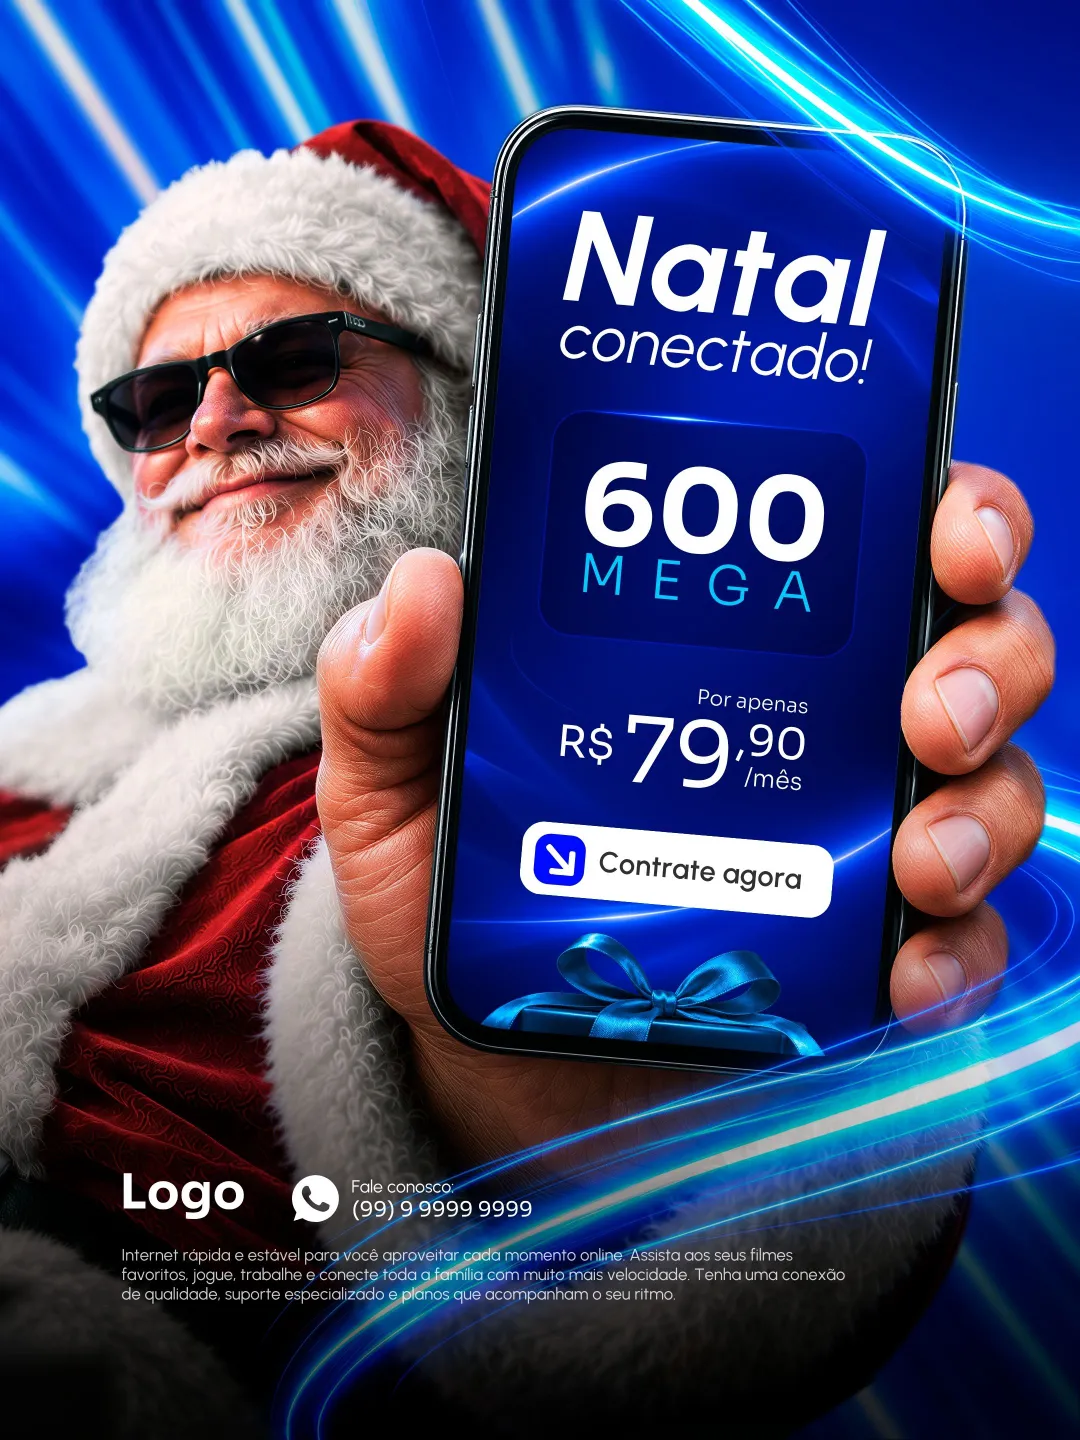 Natal
conectado!
600
MEGA
Por apenas
R$ 79,90
/mês
Contrate agora
Logo
Fale conosco:
(99) 9 9999 9999
Internet rápida e estável para você aproveitar cada momento online. Assista aos seus filmes
favoritos, jogue, trabalhe e conecte toda a família com muito mais velocidade. Tenha uma conexão
de qualidade, suporte especializado e planos que acompanham o seu ritmo.